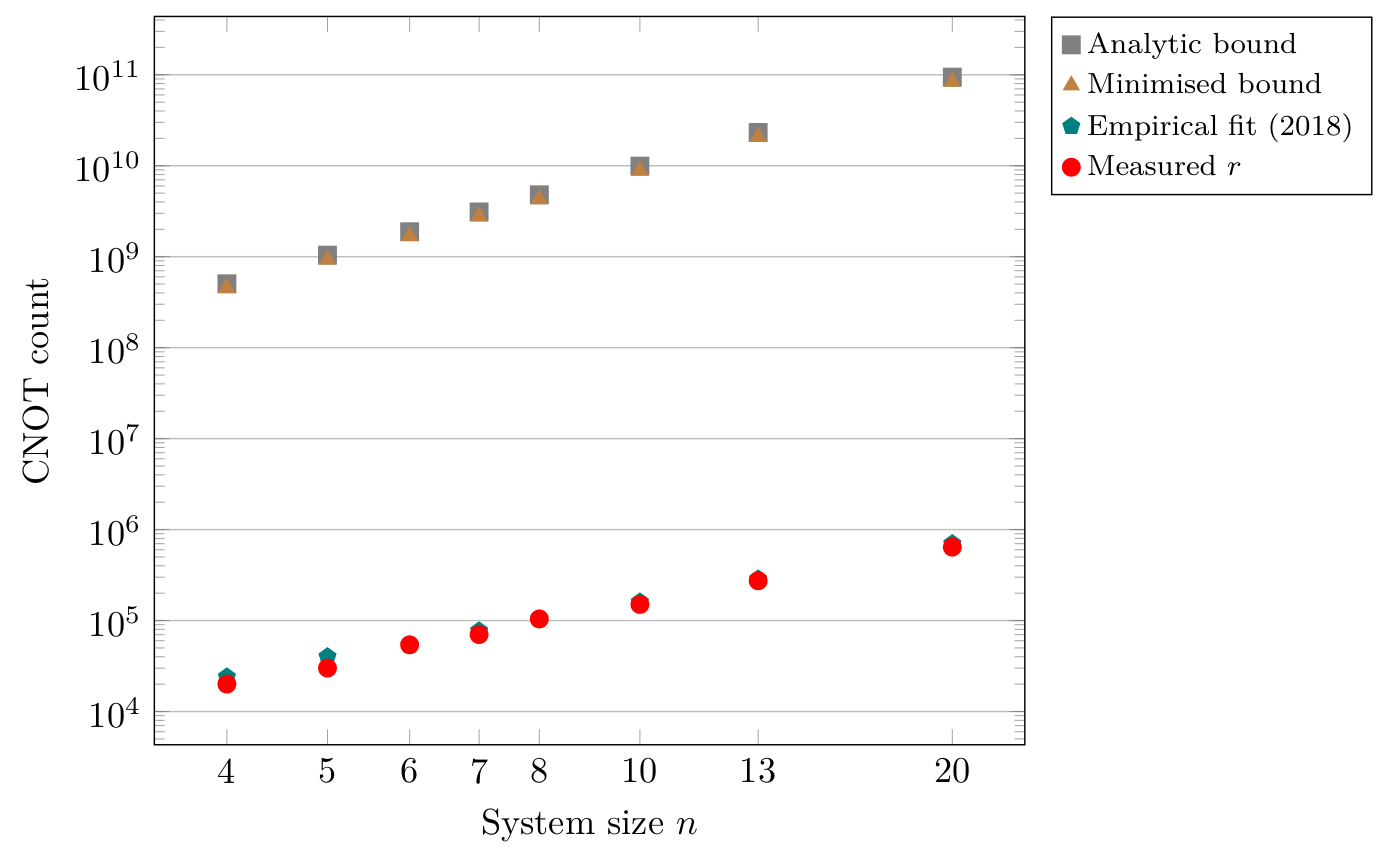 10^11
10^10
10^9
10^8
10^7
10^6
10^5
10^4
CNOT count
4 5 6 7 8 10 13 20
System size n
Analytic bound
Minimised bound
Empirical fit (2018)
Measured r